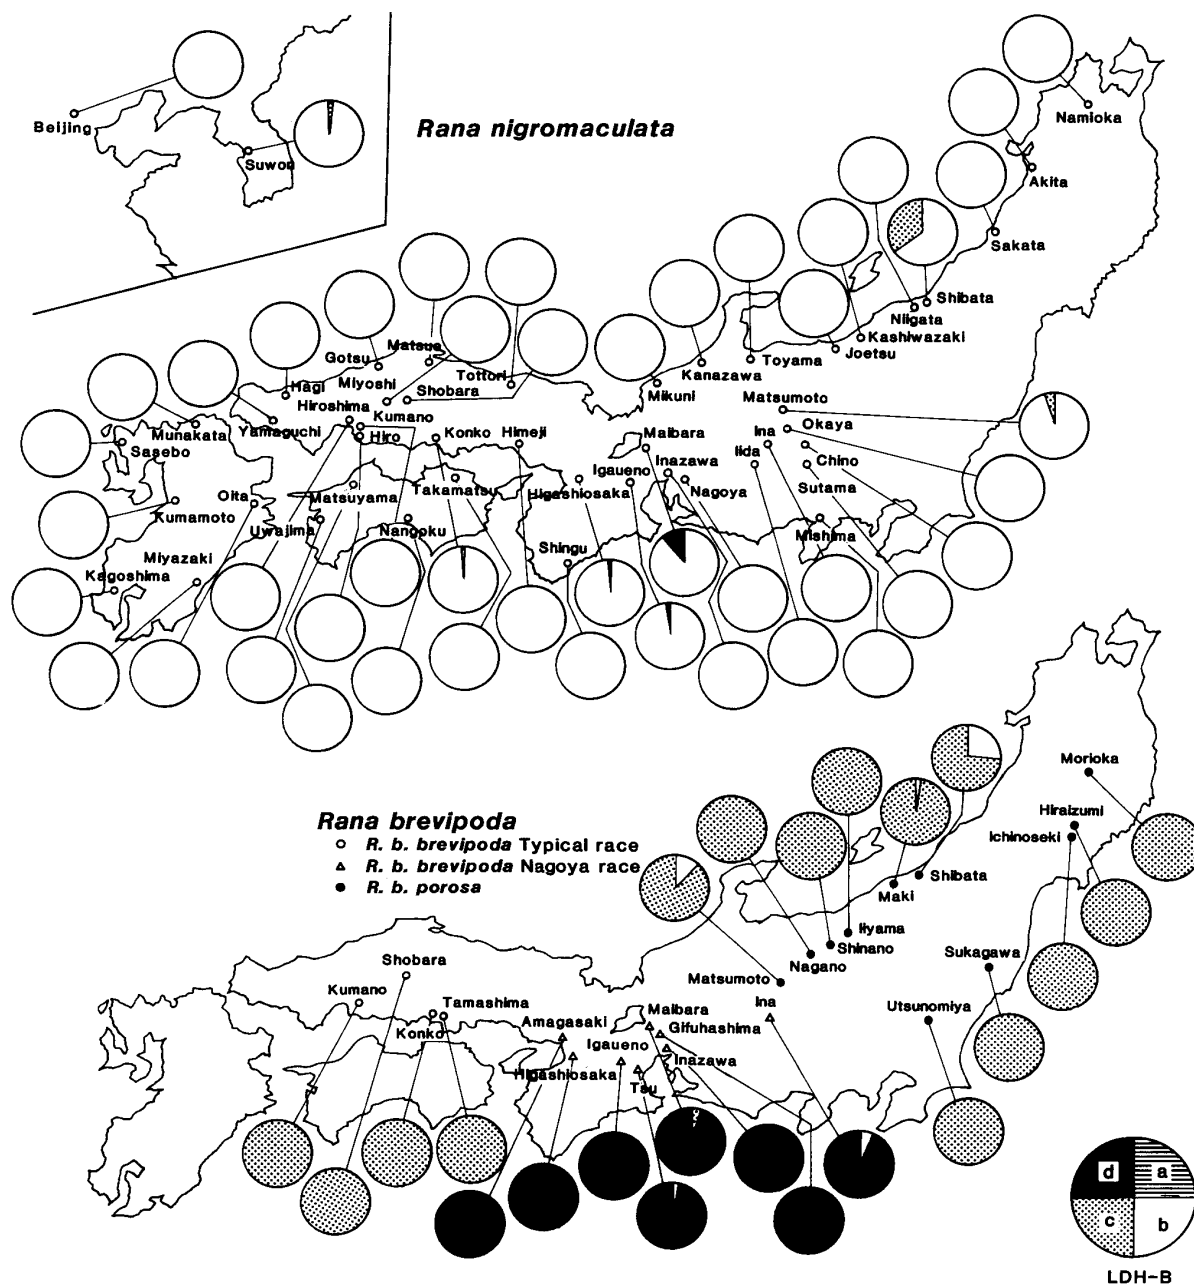 Beijing
Suwon
Rana nigromaculata
Namioka
Akita
Sakata
Shibata
Niigata
Kashiwazaki
Joetsu
Toyama
Kanazawa
Mikuni
Matsue
Gotsu
Tottori
Miyoshi
Shobara
Hagi
Hiroshima
Kumano
Yamaguchi
Hiro
Konko
Himeji
Munakata
Sasebo
Matsumoto
Okaya
Ina
Maibara
Iida
Chino
Inazawa
Sutama
Igaueno
Nagoya
Higashiosaka
Takamatsu
Matsuyama
Oita
Kumamoto
Uwajima
Nangoku
Mishima
Shingu
Miyazaki
Kagoshima
Rana brevipoda
R. b. brevipoda Typical race
R. b. brevipoda Nagoya race
R. b. porosa
Morioka
Hiraizumi
Ichinoseki
Shibata
Maki
Iiyama
Shinano
Nagano
Matsumoto
Sukagawa
Utsunomiya
Ina
Shobara
Kumano
Tamashima
Konko
Amagasaki
Maibara
Gifuhashima
Igaueno
Inazawa
Higashiosaka
Tsu
d a
c b
LDH-B